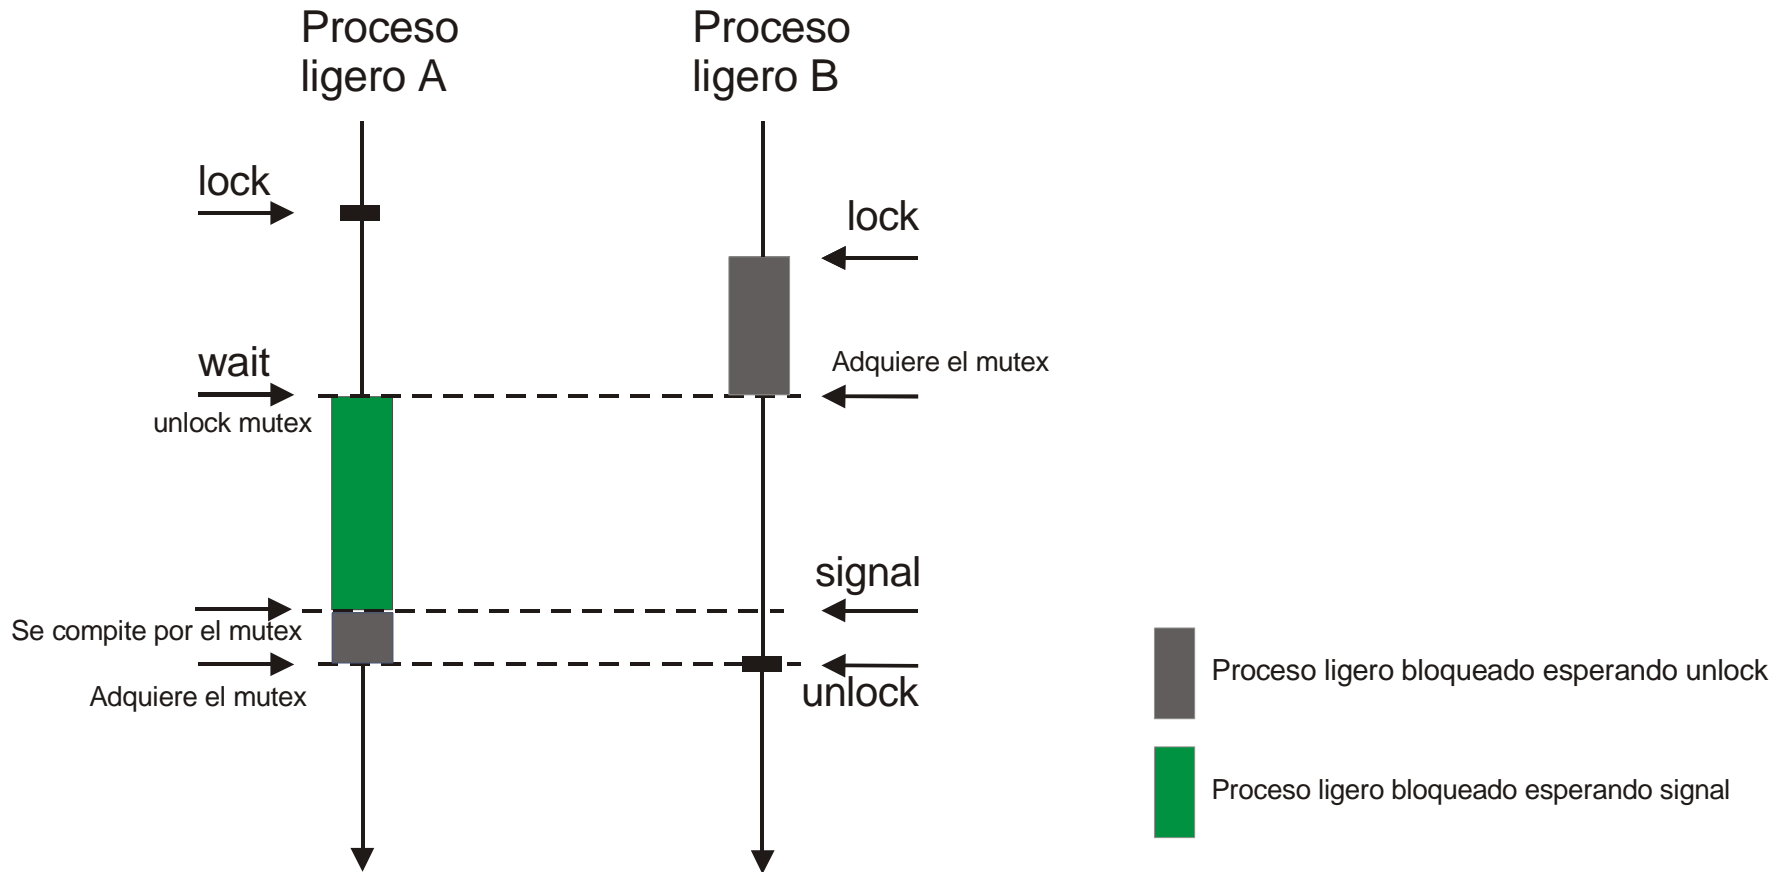 Proceso
ligero A
Proceso
ligero B
lock
lock
wait
Adquiere el mutex
unlock mutex
signal
Se compite por el mutex
Adquiere el mutex
unlock
Proceso ligero bloqueado esperando unlock
Proceso ligero bloqueado esperando signal